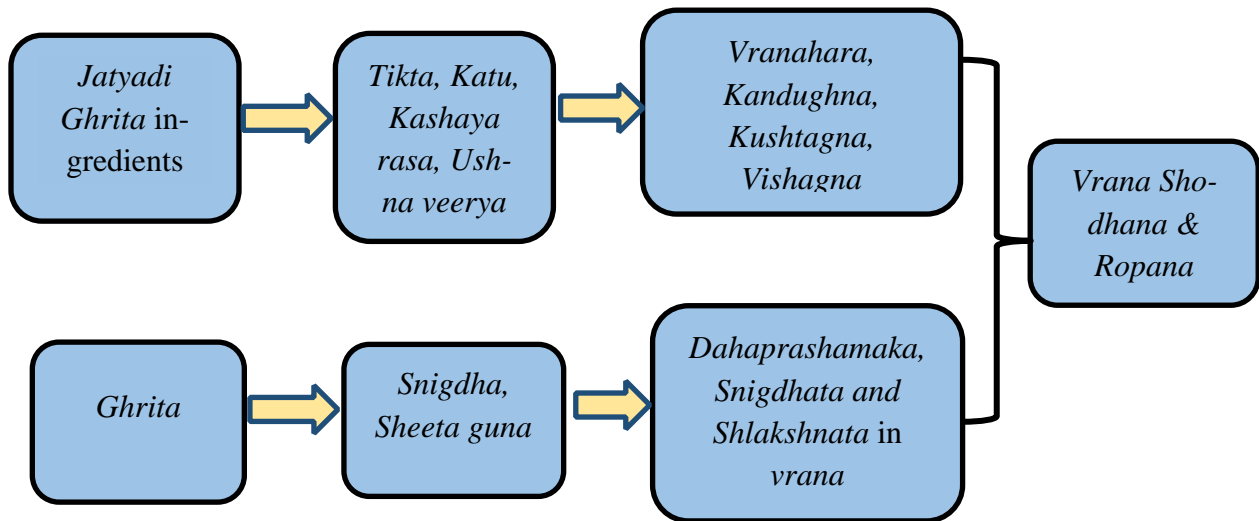 Jatyadi
Ghrita in-
gredients
Tikta, Katu,
Kashaya
rasa, Ush-
na veerya
Vranahara,
Kandughna,
Kushtagna,
Vishagna
Vrana Sho-
dhana &
Ropana
Ghrita
Snigdha,
Sheeta guna
Dahaprashamaka,
Snigdhata and
Shlakshnata in
vrana